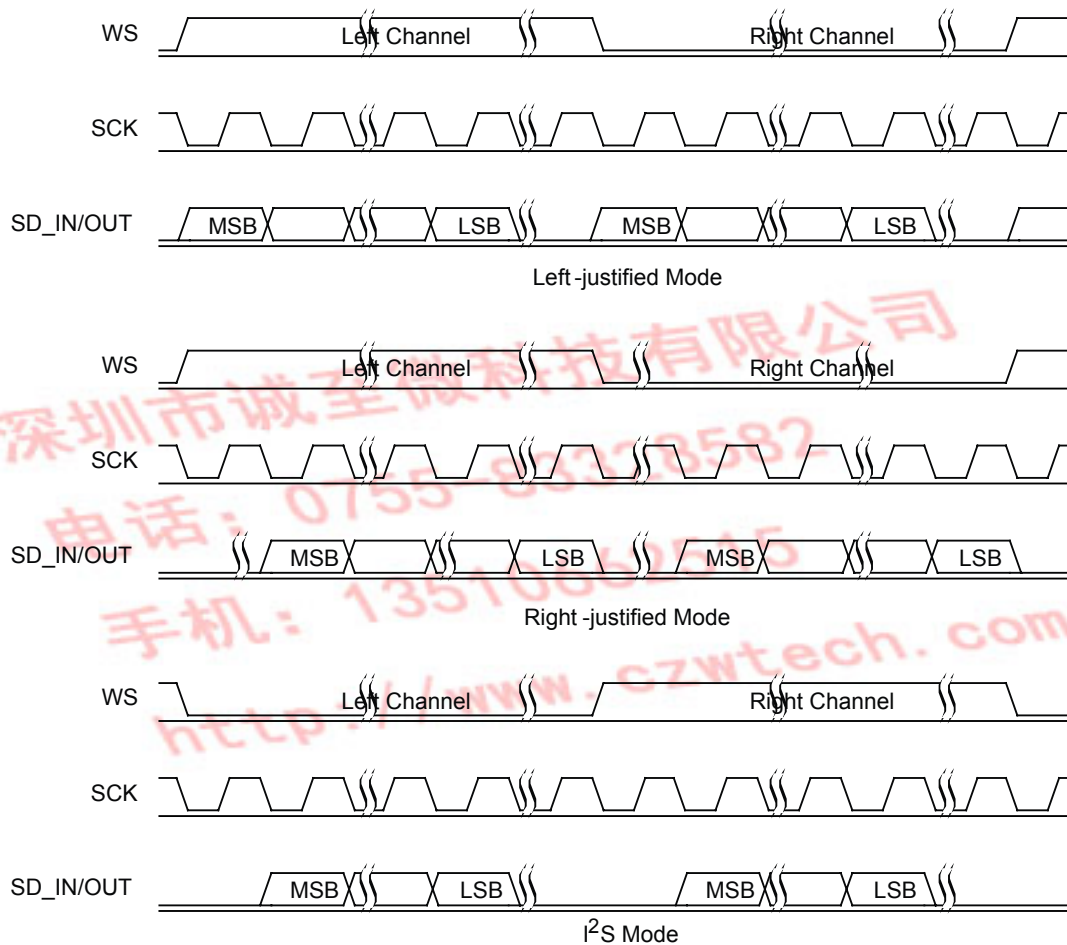 WS Left Channel Right Channel
SCK
SD_IN/OUT MSB LSB MSB LSB
Left-justified Mode
WS Left Channel Right Channel
SCK
SD_IN/OUT MSB LSB MSB LSB
Right-justified Mode
WS Left Channel Right Channel
SCK
SD_IN/OUT MSB LSB MSB LSB
I²S Mode
深圳市诚至微科技有限公司
电话：0755-83328582
手机：13510662515
http://www.czwtech.com